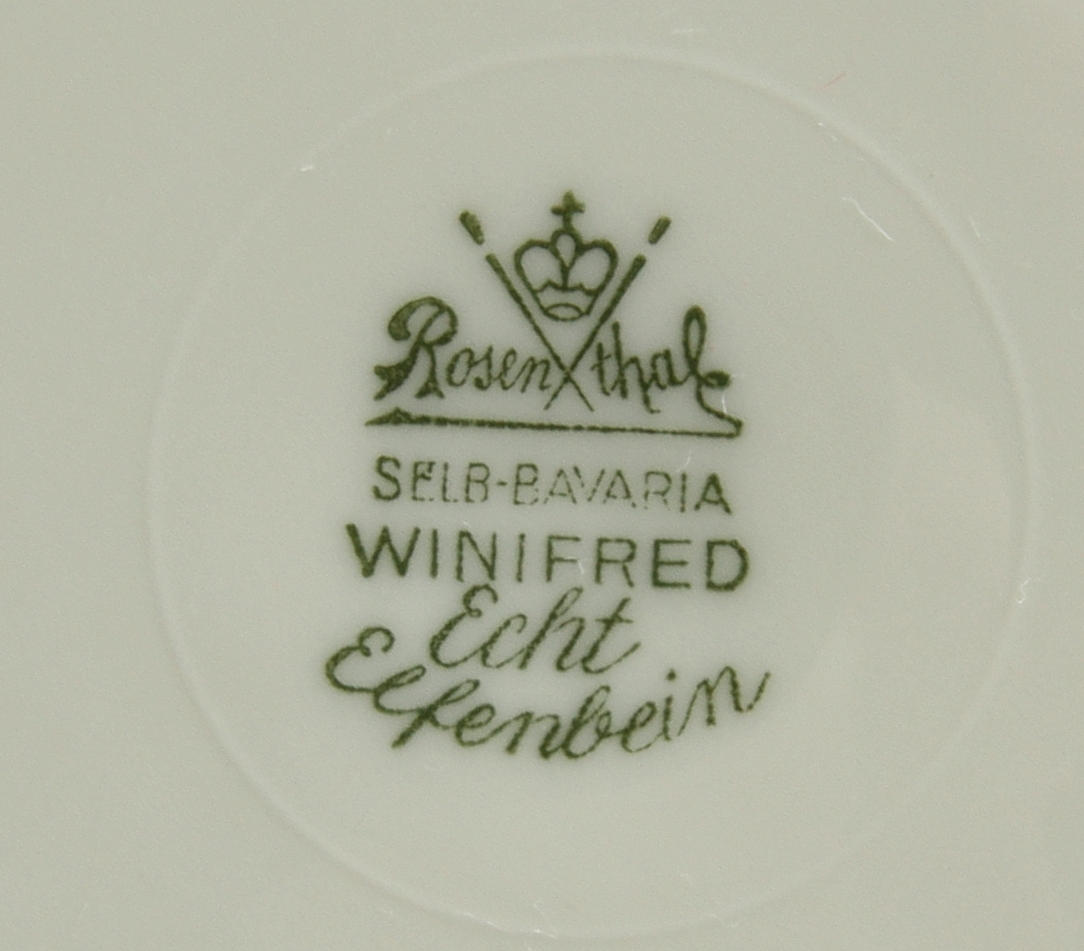 Rosenthal
SELB-BAVARIA
WINIFRED
Echt
Elfenbein